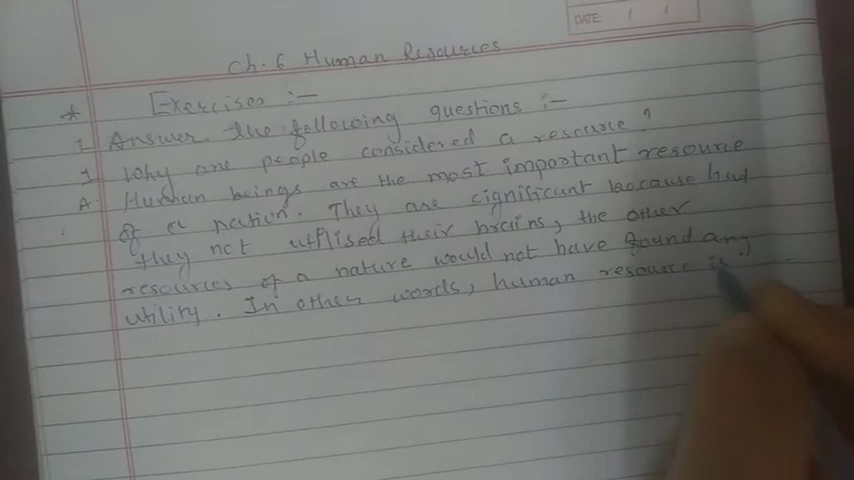 DATE / /
Ch. 6 Human Resources
* Exercises :-
I Answer the following questions :-
1 Why are people considered a resource?
A. Human beings are the most important resource
of a nation. They are cignificant because had
they not utilised their brains, the other
resources of a nature would not have found any
utility. In other words, human resource is